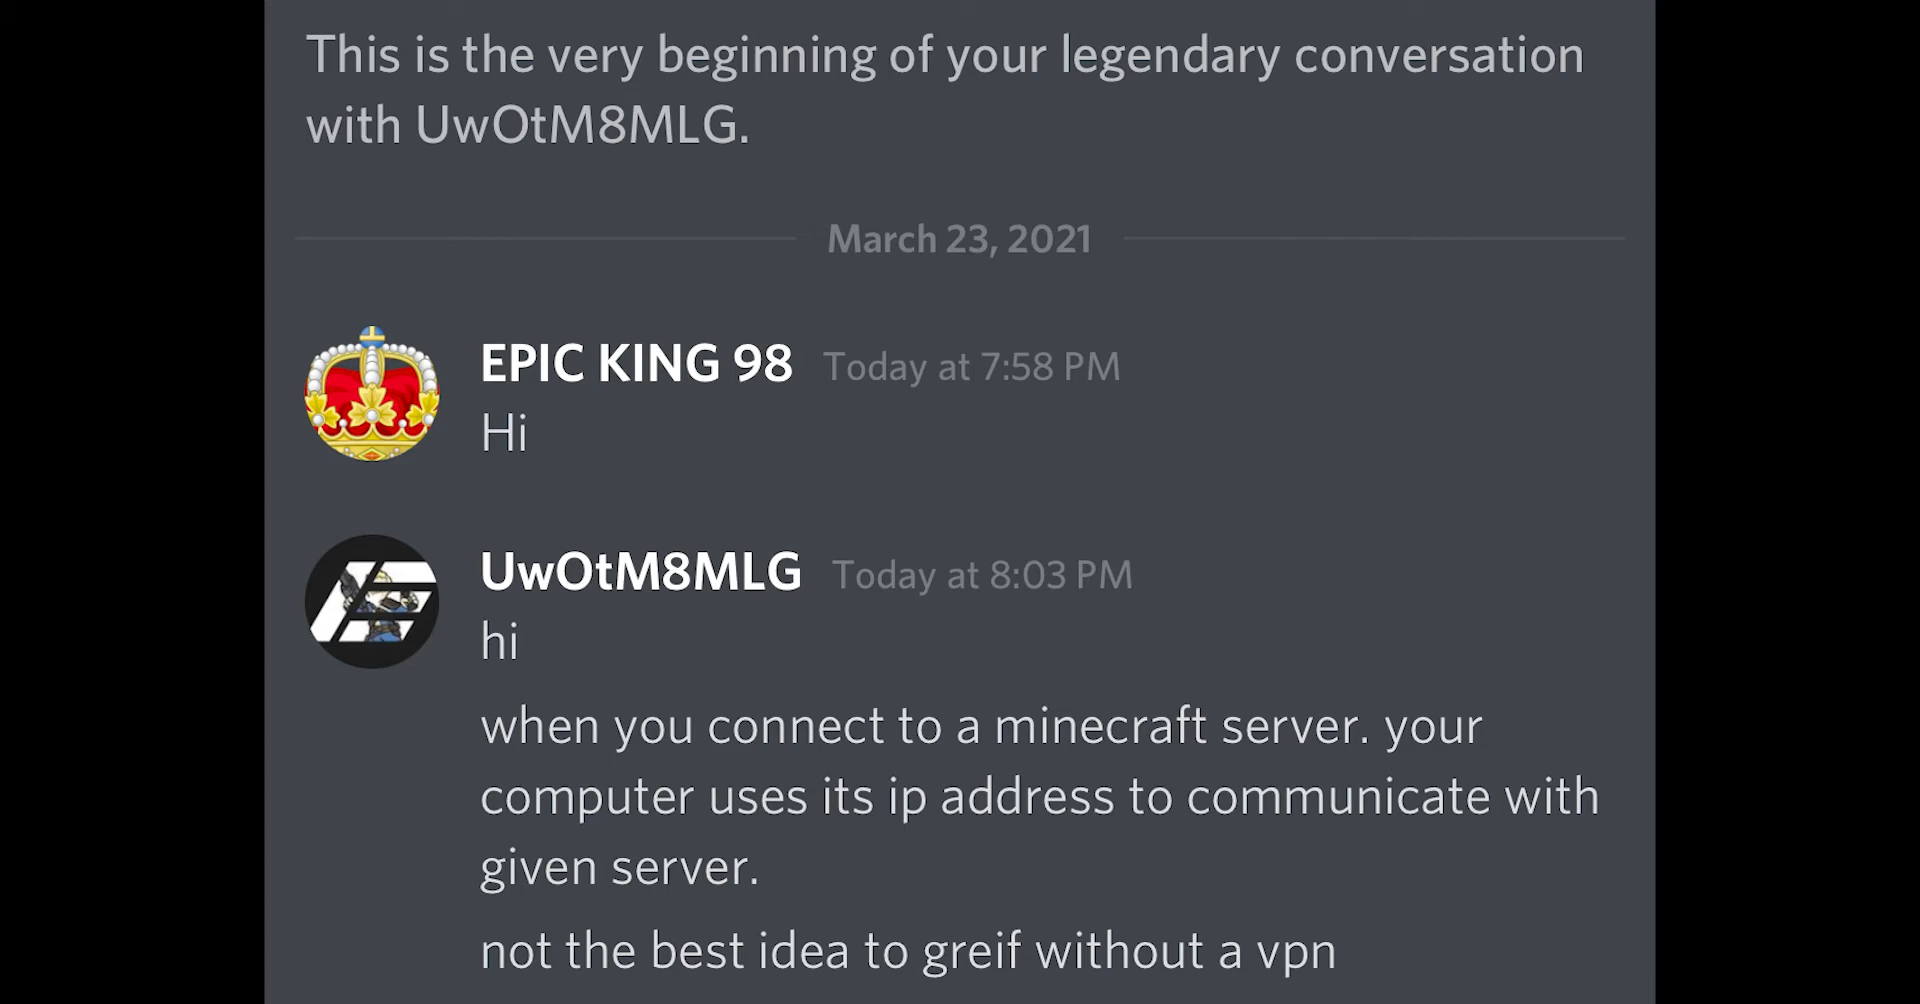 This is the very beginning of your legendary conversation
with UwOtM8MLG.
March 23, 2021
EPIC KING 98 Today at 7:58 PM
Hi
UwOtM8MLG Today at 8:03 PM
hi
when you connect to a minecraft server. your
computer uses its ip address to communicate with
given server.
not the best idea to greif without a vpn